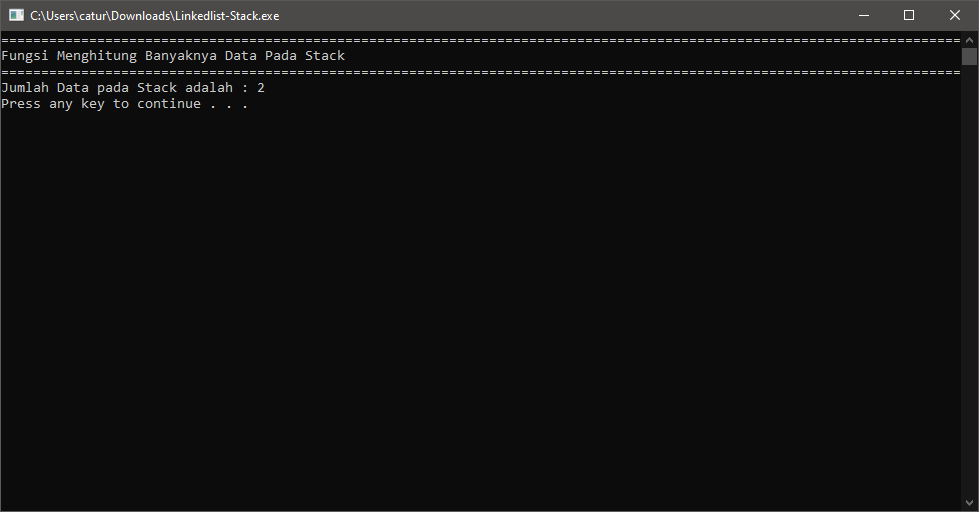 C:\Users\catur\Downloads\Linkedlist-Stack.exe
========================================================================================================================
Fungsi Menghitung Banyaknya Data Pada Stack
========================================================================================================================
Jumlah Data pada Stack adalah : 2
Press any key to continue . . .